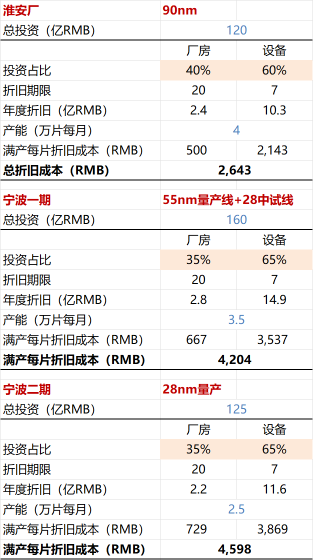 淮安厂 90nm
总投资（亿RMB） 120
厂房 设备
投资占比 40% 60%
折旧期限 20 7
年度折旧（亿RMB） 2.4 10.3
产能（万片每月） 4
满产每片折旧成本（RMB） 500 2,143
总折旧成本（RMB） 2,643
宁波一期 55nm量产线+28中试线
总投资（亿RMB） 160
厂房 设备
投资占比 35% 65%
折旧期限 20 7
年度折旧（亿RMB） 2.8 14.9
产能（万片每月） 3.5
满产每片折旧成本（RMB） 667 3,537
满产每片折旧成本（RMB） 4,204
宁波二期 28nm量产
总投资（亿RMB） 125
厂房 设备
投资占比 35% 65%
折旧期限 20 7
年度折旧（亿RMB） 2.2 11.6
产能（万片每月） 2.5
满产每片折旧成本（RMB） 729 3,869
满产每片折旧成本（RMB） 4,598